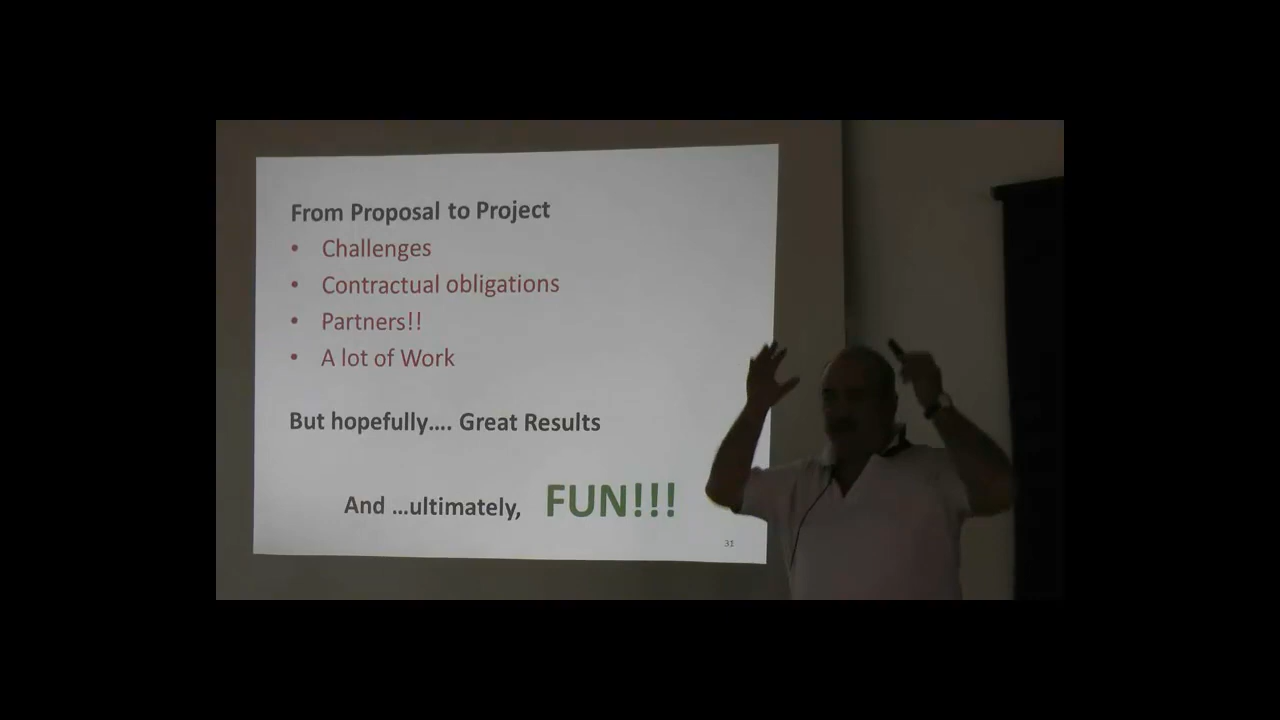 From Proposal to Project
• Challenges
• Contractual obligations
• Partners!!
• A lot of Work
But hopefully.... Great Results
And ...ultimately, FUN!!!
31